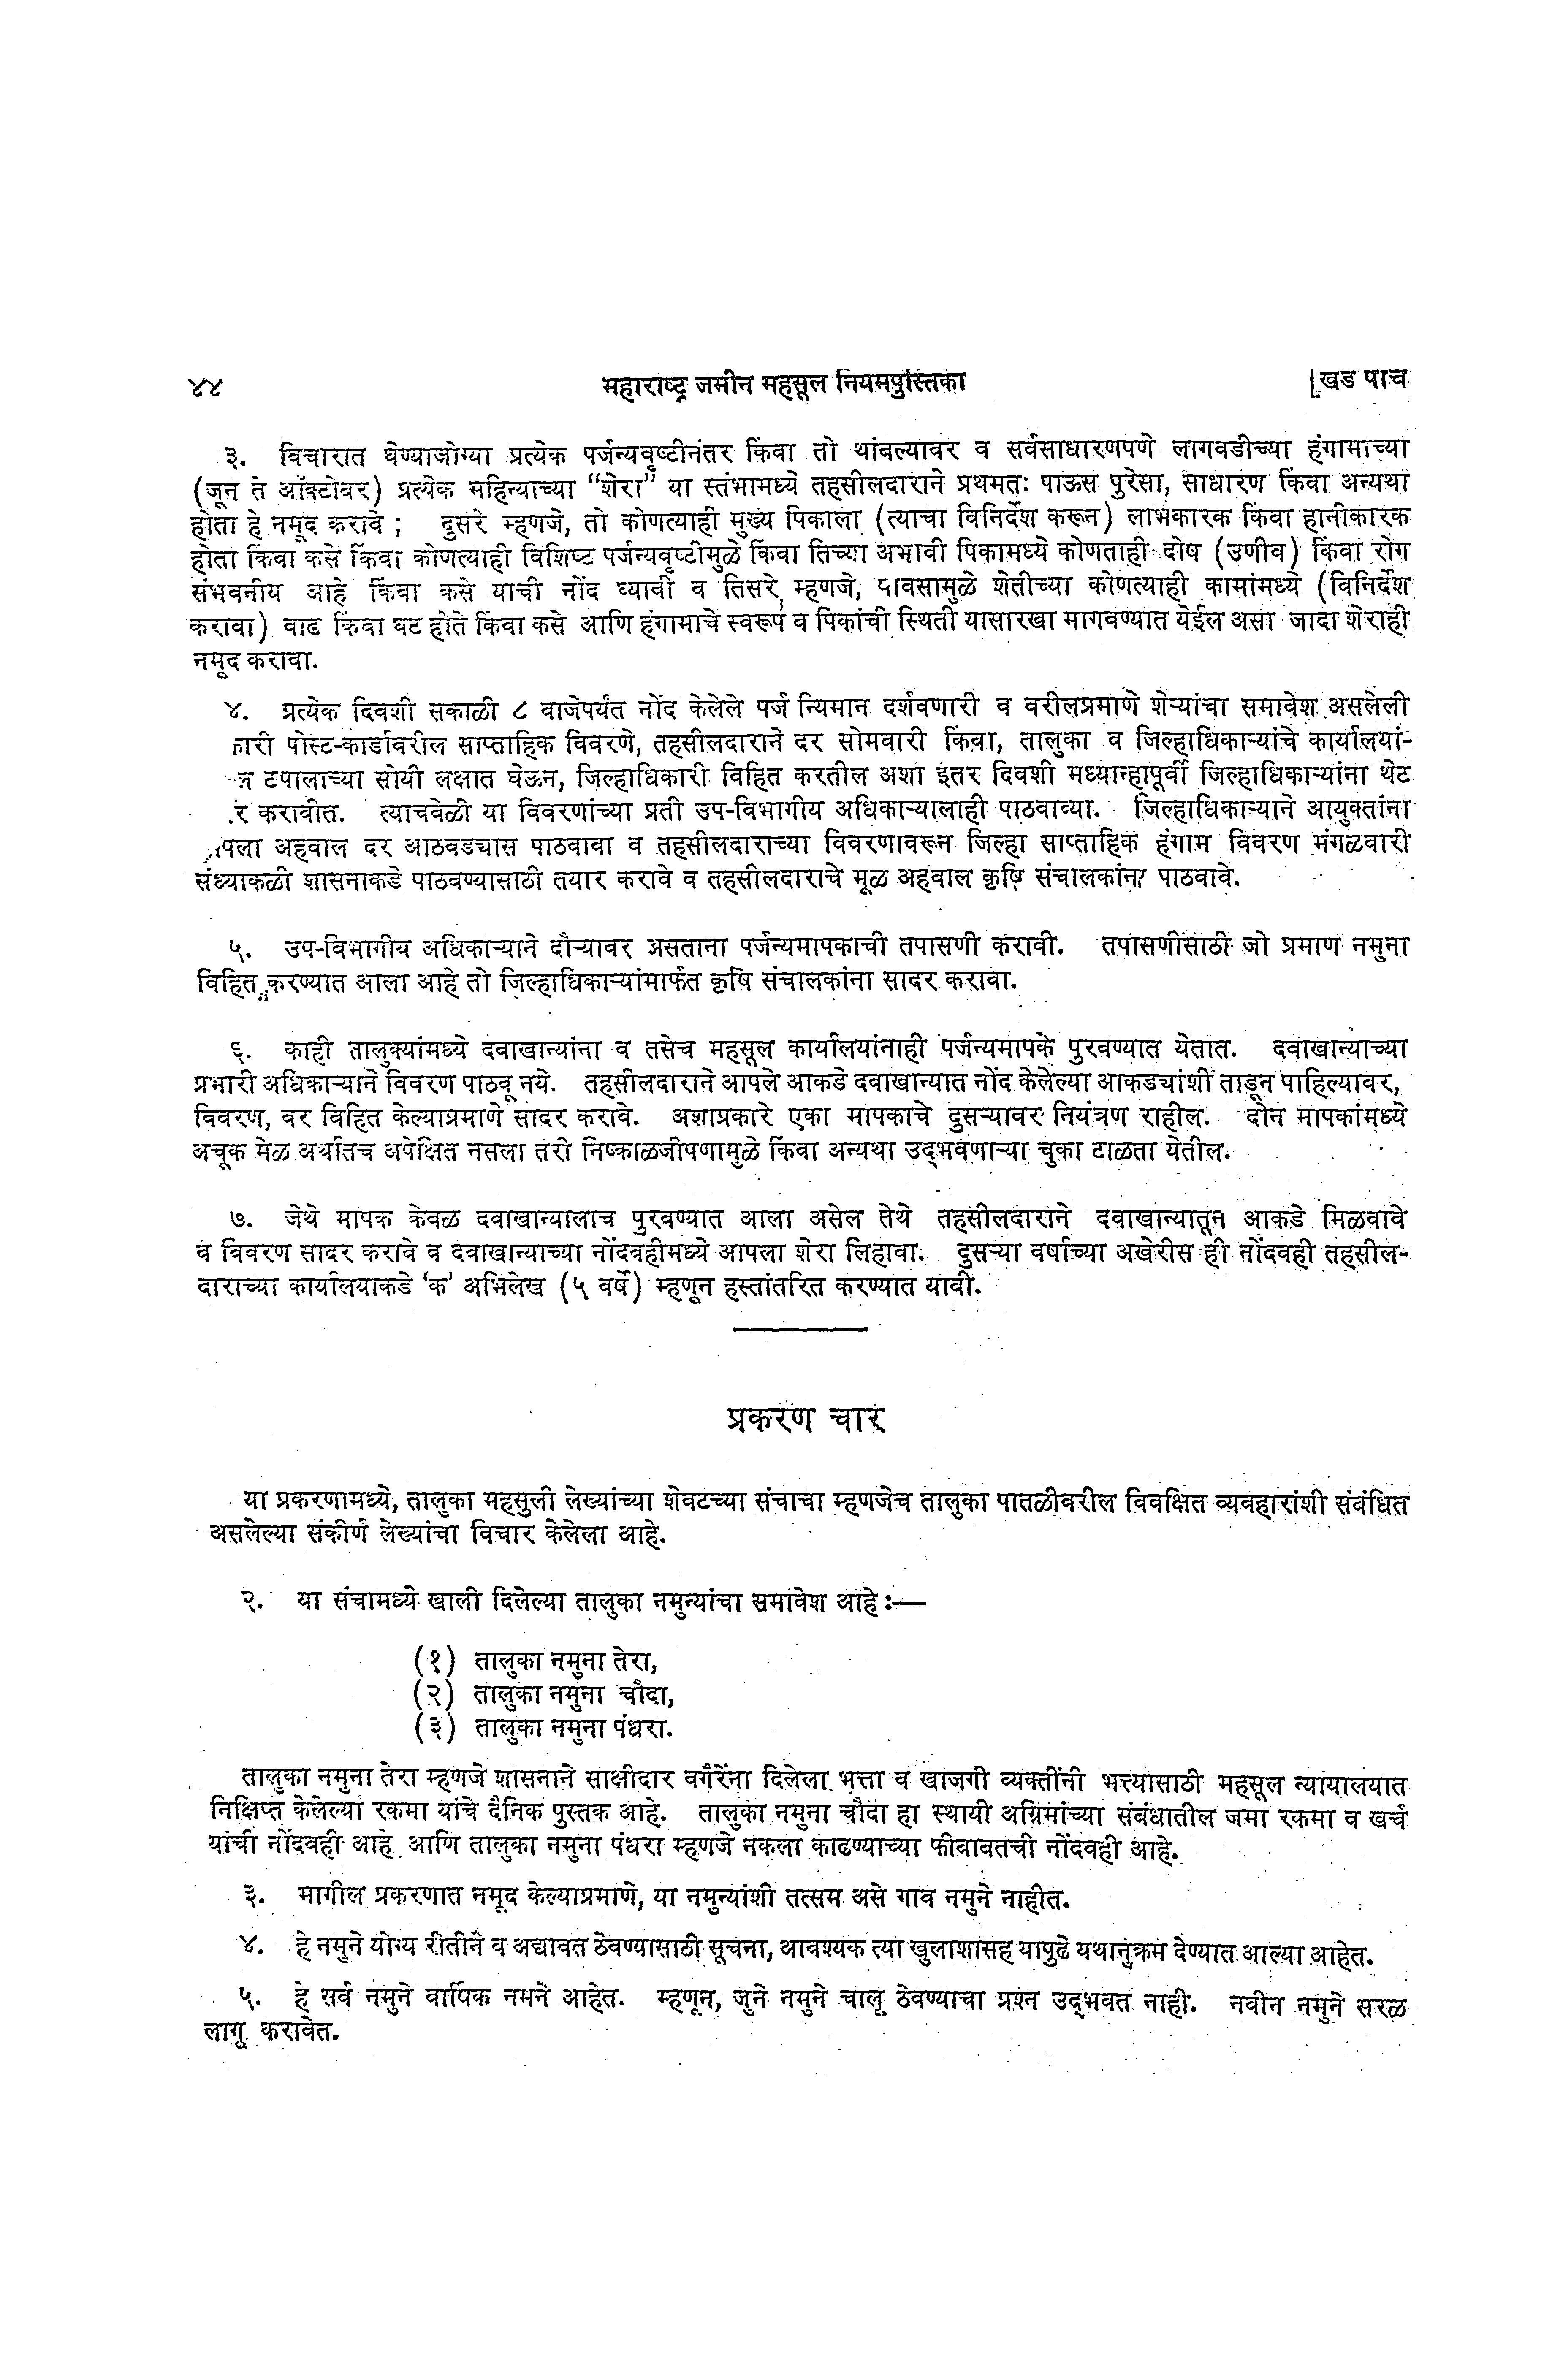 ४४ महाराष्ट्र जमीन महसूल नियमपुस्तिका [खंड पाच
३. विचारात घेण्याजोग्या प्रत्येक पर्जन्यवृष्टीनंतर किंवा तो थांबल्यावर व सर्वसाधारणपणे लागवडीच्या हंगामाच्या
(जून ते ऑक्टोबर) प्रत्येक महिन्याच्या “शेरा” या स्तंभामध्ये तहसीलदाराने प्रथमतः पाऊस पुरेसा, साधारण किंवा अन्यथा
होता हे नमूद करावे ; दुसरे म्हणजे, तो कोणत्याही मुख्य पिकाला (त्याचा विनिर्देश करून) लाभकारक किंवा हानीकारक
होता किंवा कसे किंवा कोणत्याही विशिष्ट पर्जन्यवृष्टीमुळे किंवा तिच्या अभावी पिकामध्ये कोणताही दोष (उणीव) किंवा रोग
संभवनीय आहे किंवा कसे याची नोंद घ्यावी व तिसरे, म्हणजे, पावसामुळे शेतीच्या कोणत्याही कामांमध्ये (विनिर्देश
करावा) वाढ किंवा घट होते किंवा कसे आणि हंगामाचे स्वरूप व पिकांची स्थिती यासारखा मागवण्यात येईल असा जादा शेराही
नमूद करावा.
४. प्रत्येक दिवशी सकाळी ८ वाजेपर्यंत नोंद केलेले पर्जन्यिमान दर्शवणारी व वरीलप्रमाणे शेऱ्यांचा समावेश असलेली
पोस्ट-कार्डावरील साप्ताहिक विवरणे, तहसीलदाराने दर सोमवारी किंवा, तालुका व जिल्हाधिकाऱ्यांचे कार्यालयां-
टपालाच्या सोयी लक्षात घेऊन, जिल्हाधिकारी विहित करतील अशा इतर दिवशी मध्यान्हापूर्वी जिल्हाधिकाऱ्यांना थेट
करावीत. त्याचवेळी या विवरणांच्या प्रती उप-विभागीय अधिकाऱ्यालाही पाठवाव्या. जिल्हाधिकाऱ्याने आयुक्तांना
अहवाल दर आठवड्यास पाठवावा व तहसीलदाराच्या विवरणावरून जिल्हा साप्ताहिक हंगाम विवरण मंगळवारी
संध्याकळी शासनाकडे पाठवण्यासाठी तयार करावे व तहसीलदाराचे मूळ अहवाल कृषि संचालकांना पाठवावे.
५. उप-विभागीय अधिकाऱ्याने दौऱ्यावर असताना पर्जन्यमापकाची तपासणी करावी. तपासणीसाठी जो प्रमाण नमुना
विहित करण्यात आला आहे तो जिल्हाधिकाऱ्यांमार्फत कृषि संचालकांना सादर करावा.
६. काही तालुक्यांमध्ये दवाखान्यांना व तसेच महसूल कार्यालयांनाही पर्जन्यमापके पुरवण्यात येतात. दवाखान्याच्या
प्रभारी अधिकाऱ्याने विवरण पाठवू नये. तहसीलदाराने आपले आकडे दवाखान्यात नोंद केलेल्या आकड्यांशी ताडून पाहिल्यावर,
विवरण, वर विहित केल्याप्रमाणे सादर करावे. अशाप्रकारे एका मापकाचे दुसऱ्यावर नियंत्रण राहील. दोन मापकांमध्ये
अचूक मेळ अर्थातच अपेक्षित नसला तरी निष्काळजीपणामुळे किंवा अन्यथा उद्‌भवणाऱ्या चुका टाळता येतील.
७. जेथे मापक केवळ दवाखान्यालाच पुरवण्यात आला असेल तेथे तहसीलदाराने दवाखान्यातून आकडे मिळवावे
व विवरण सादर करावे व दवाखान्याच्या नोंदवहीमध्ये आपला शेरा लिहावा. दुसऱ्या वर्षाच्या अखेरीस ही नोंदवही तहसील-
दाराच्या कार्यालयाकडे ‘क’ अभिलेख (५ वर्षे) म्हणून हस्तांतरित करण्यात यावी.
प्रकरण चार
या प्रकरणामध्ये, तालुका महसुली लेख्यांच्या शेवटच्या संचाचा म्हणजेच तालुका पातळीवरील विवक्षित व्यवहारांशी संबंधित
असलेल्या संकीर्ण लेख्यांचा विचार केलेला आहे.
२. या संचामध्ये खाली दिलेल्या तालुका नमुन्यांचा समावेश आहे :—
(१) तालुका नमुना तेरा,
(२) तालुका नमुना चौदा,
(३) तालुका नमुना पंधरा.
तालुका नमुना तेरा म्हणजे शासनाने साक्षीदार वगैरेंना दिलेला भत्ता व खाजगी व्यक्तींनी भत्त्यासाठी महसूल न्यायालयात
निक्षिप्त केलेल्या रकमा यांचे दैनिक पुस्तक आहे. तालुका नमुना चौदा हा स्थायी अग्रिमांच्या संबंधातील जमा रकमा व खर्च
यांची नोंदवही आहे आणि तालुका नमुना पंधरा म्हणजे नकला काढण्याच्या फीबाबतची नोंदवही आहे.
३. मागील प्रकरणात नमूद केल्याप्रमाणे, या नमुन्यांशी तत्सम असे गाव नमुने नाहीत.
४. हे नमुने योग्य रीतीने व अद्यावत ठेवण्यासाठी सूचना, आवश्यक त्या खुलाशासह यापुढे यथानुक्रम देण्यात आल्या आहेत.
५. हे सर्व नमुने वार्षिक नमने आहेत. म्हणून, जुने नमुने चालू ठेवण्याचा प्रश्न उद्‌भवत नाही. नवीन नमुने सरळ
लागू करावेत.